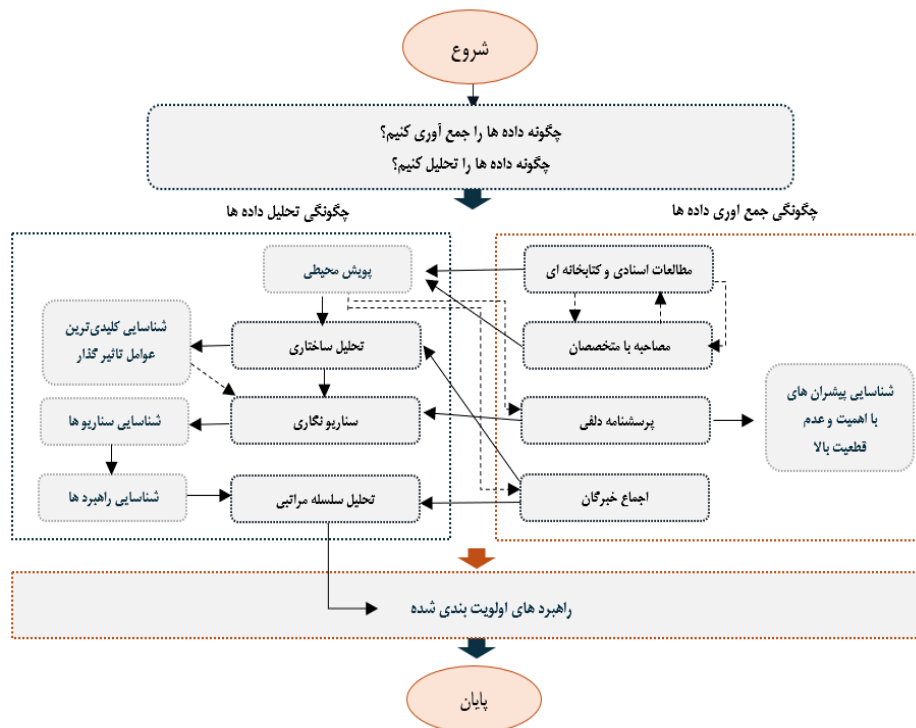 شروع
چگونه داده ها را جمع آوری کنیم؟
چگونه داده ها را تحلیل کنیم؟
چگونگی جمع اوری داده ها
چگونگی تحلیل داده ها
مطالعات اسنادی و کتابخانه ای
مصاحبه با متخصصان
پرسشنامه دلفی
اجماع خبرگان
شناسایی پیشران های
با اهمیت و عدم
قطعیت بالا
پویش محیطی
تحلیل ساختاری
سناریو نگاری
تحلیل سلسله مراتبی
شناسایی کلیدی‌ترین
عوامل تاثیر گذار
شناسایی سناریو ها
شناسایی راهبرد ها
راهبرد های اولویت بندی شده
پایان